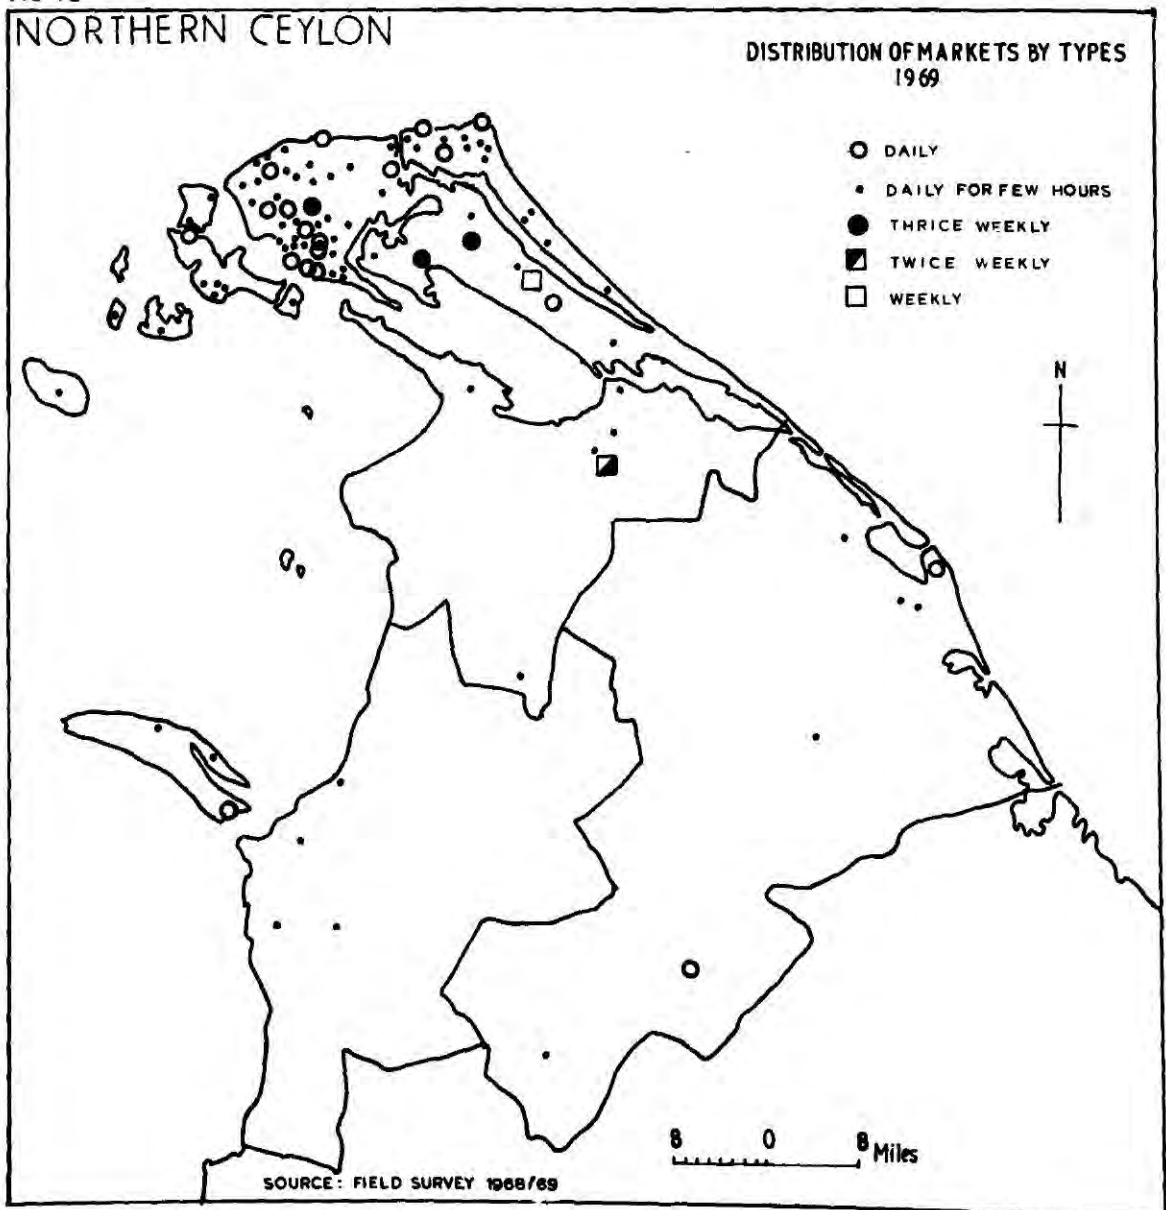 NORTHERN CEYLON
DISTRIBUTION OF MARKETS BY TYPES
1969
DAILY
DAILY FOR FEW HOURS
THRICE WEEKLY
TWICE WEEKLY
WEEKLY
N
8 0 8 Miles
SOURCE: FIELD SURVEY 1968/69